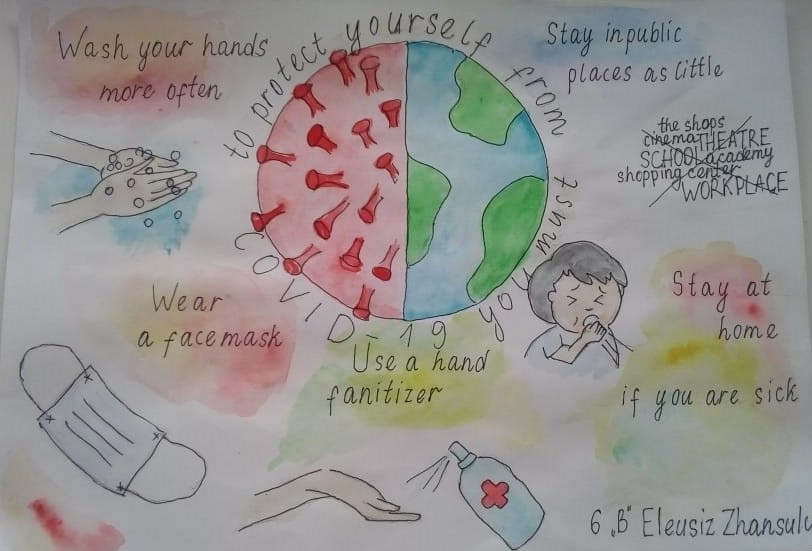 Wash your hands
more often
to protect yourself from
COVID-19 you must
Stay in public
places as little
the shops
cinema THEATRE
SCHOOL academy
shopping center
WORKPLACE
Wear
a face mask
Use a hand
fanitizer
Stay at
home
if you are sick
6 „B" Eleusiz Zhansulu